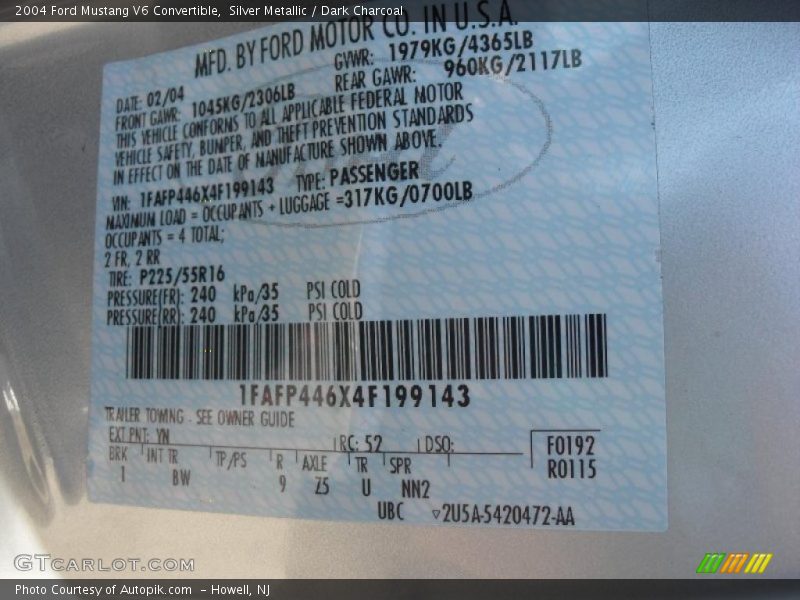 2004 Ford Mustang V6 Convertible,  Silver Metallic / Dark Charcoal
MFD. BY FORD MOTOR CO. IN U.S.A.
DATE: 02/04 GVWR: 1979KG/4365LB
FRONT GAWR: 1045KG/2306LB REAR GAWR: 960KG/2117LB
THIS VEHICLE CONFORMS TO ALL APPLICABLE FEDERAL MOTOR
VEHICLE SAFETY, BUMPER, AND THEFT PREVENTION STANDARDS
IN EFFECT ON THE DATE OF MANUFACTURE SHOWN ABOVE.
VIN: 1FAFP446X4F199143 TYPE: PASSENGER
MAXIMUM LOAD = OCCUPANTS + LUGGAGE =317KG/0700LB
OCCUPANTS = 4 TOTAL;
2 FR, 2 RR
TIRE: P225/55R16
PRESSURE(FR): 240 kPa/35 PSI COLD
PRESSURE(RR): 240 kPa/35 PSI COLD
1FAFP446X4F199143
TRAILER TOWING - SEE OWNER GUIDE
EXT PNT: YN RC: 52 DSO: F0192
BRK INT TR TP/PS R AXLE TR SPR R0115
1 BW 9 Z5 U NN2
UBC ▽2U5A-5420472-AA
GTCARLOT.COM
Photo Courtesy of Autopik.com  - Howell, NJ